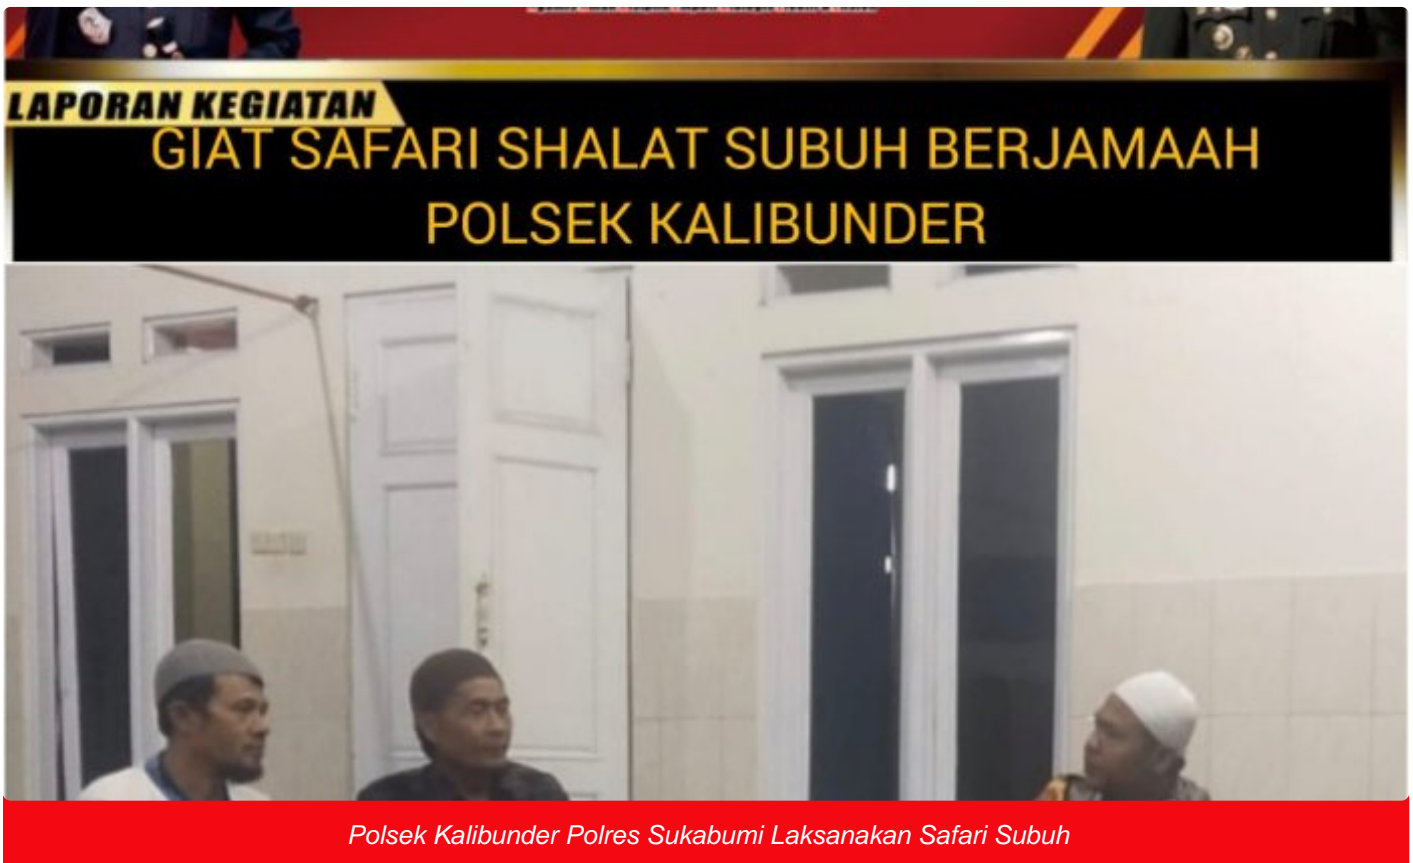 LAPORAN KEGIATAN
GIAT SAFARI SHALAT SUBUH BERJAMAAH
POLSEK KALIBUNDER
Polsek Kalibunder Polres Sukabumi Laksanakan Safari Subuh